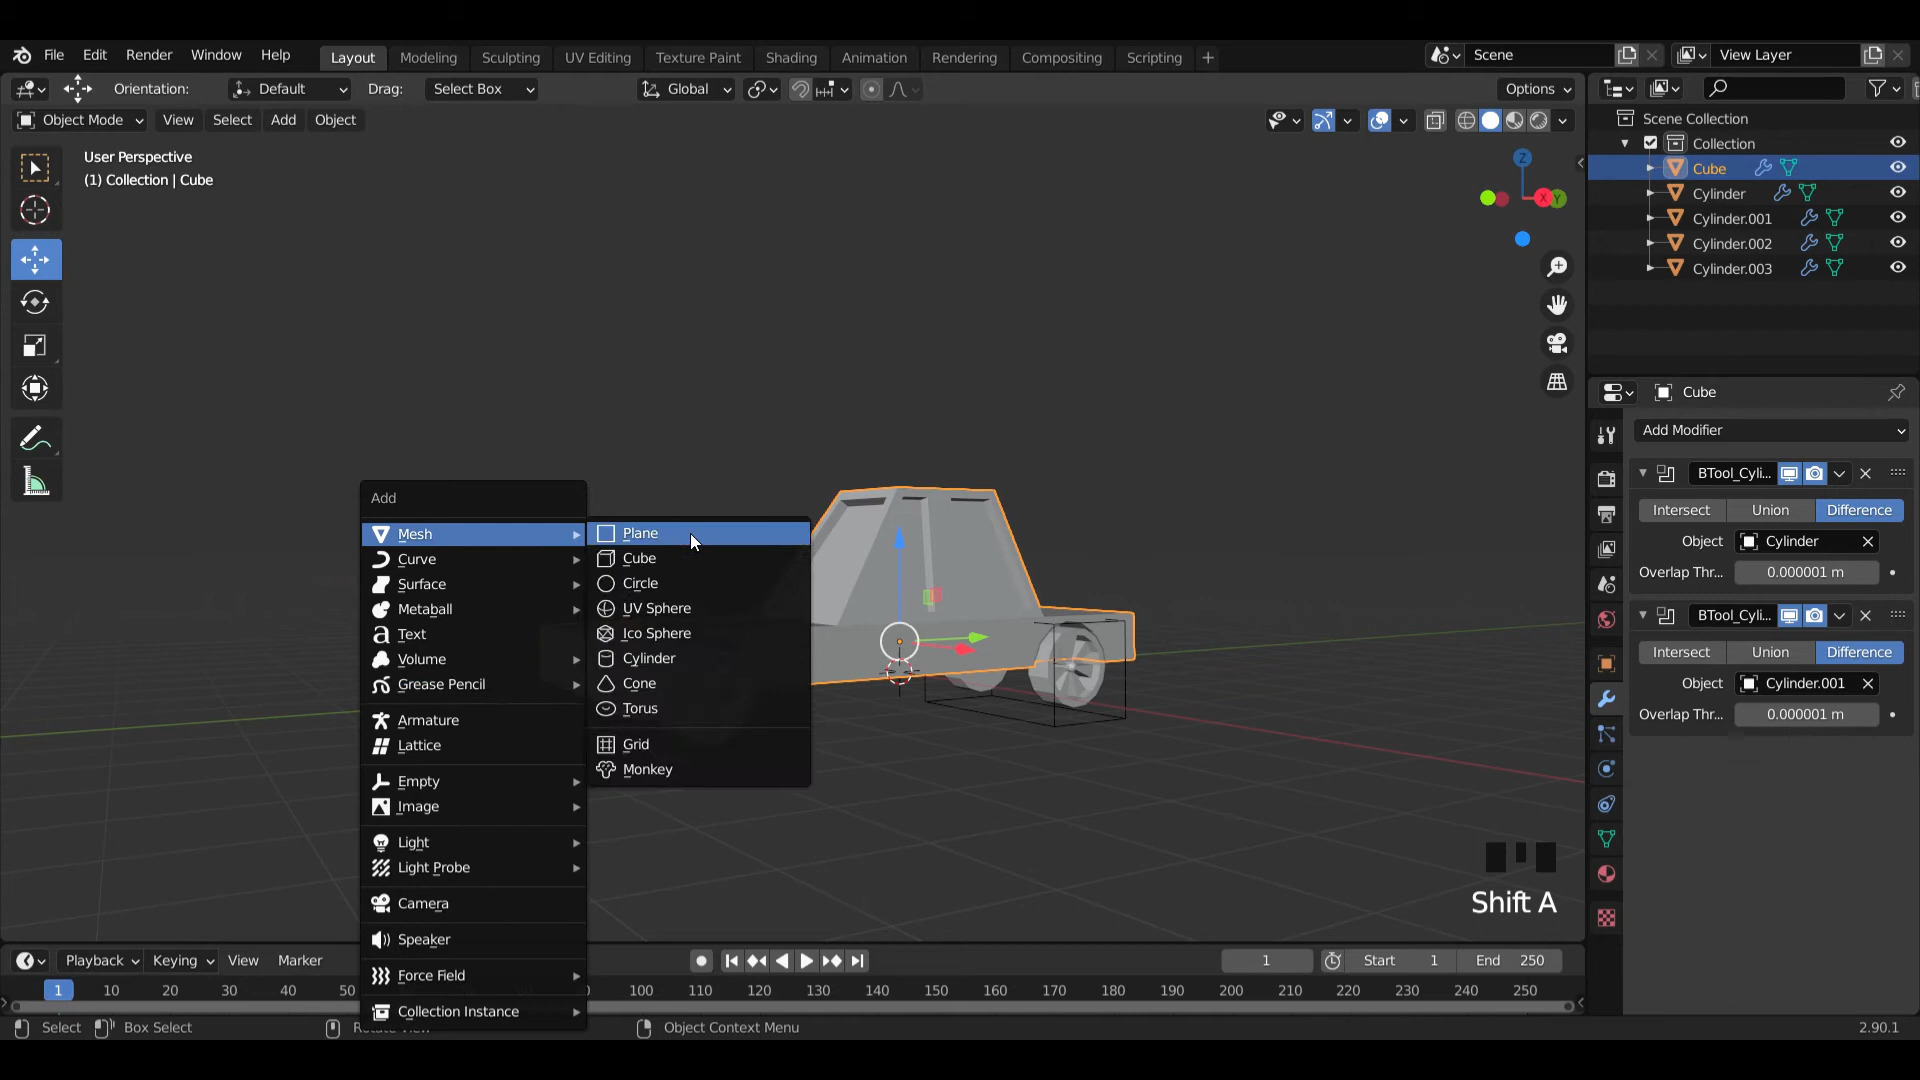 File Edit Render Window Help Layout Modeling Sculpting UV Editing Texture Paint Shading Animation Rendering Compositing Scripting + Scene View Layer
Orientation: Default Drag: Select Box Global Options
Object Mode View Select Add Object
User Perspective
(1) Collection | Cube
Z
X
Y
Scene Collection
Collection
Cube
Cylinder
Cylinder.001
Cylinder.002
Cylinder.003
Cube
Add Modifier
BTool_Cyli...
Intersect Union Difference
Object Cylinder
Overlap Thr... 0.000001 m
BTool_Cyli...
Intersect Union Difference
Object Cylinder.001
Overlap Thr... 0.000001 m
Add
Mesh
Curve
Surface
Metaball
Text
Volume
Grease Pencil
Armature
Lattice
Empty
Image
Light
Light Probe
Camera
Speaker
Force Field
Collection Instance
Plane
Cube
Circle
UV Sphere
Ico Sphere
Cylinder
Cone
Torus
Grid
Monkey
Shift A
Playback Keying View Marker 1 Start 1 End 250
1 10 20 30 40 50 100 110 120 130 140 150 160 170 180 190 200 210 220 230 240 250
Select Box Select Object Context Menu 2.90.1